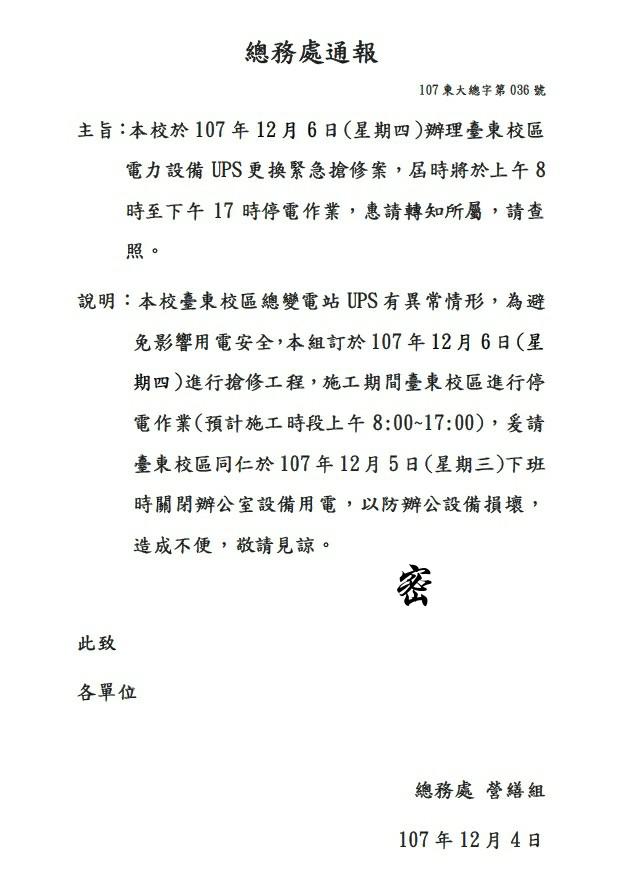 總務處通報
107東大總字第036號
主旨：本校於107年12月6日(星期四)辦理臺東校區
電力設備UPS更換緊急搶修案，屆時將於上午8
時至下午17時停電作業，惠請轉知所屬，請查
照。
說明：本校臺東校區總變電站UPS有異常情形，為避
免影響用電安全，本組訂於107年12月6日(星
期四)進行搶修工程，施工期間臺東校區進行停
電作業(預計施工時段上午8:00~17:00)，爰請
臺東校區同仁於107年12月5日(星期三)下班
時關閉辦公室設備用電，以防辦公設備損壞，
造成不便，敬請見諒。
密
此致
各單位
總務處 營繕組
107年12月4日